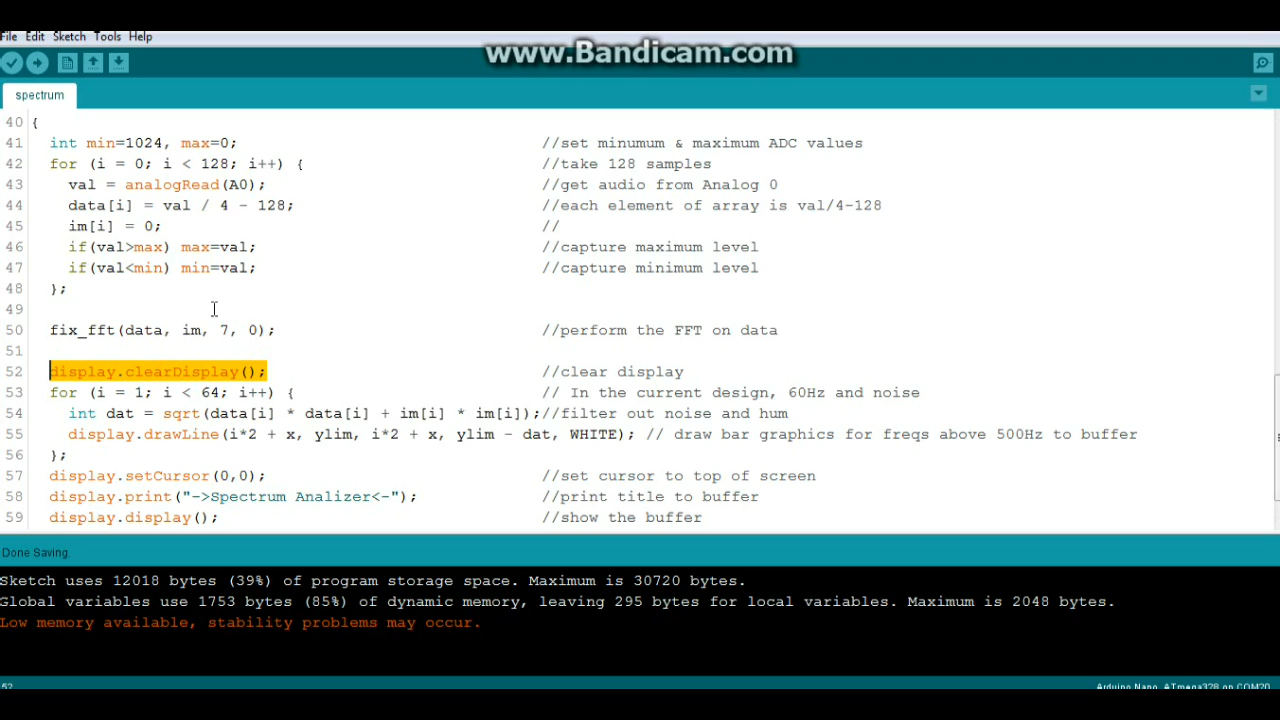 www.Bandicam.com
File Edit Sketch Tools Help
spectrum
40 {
41 int min=1024, max=0; //set minumum & maximum ADC values
42 for (i = 0; i < 128; i++) { //take 128 samples
43 val = analogRead(A0); //get audio from Analog 0
44 data[i] = val / 4 - 128; //each element of array is val/4-128
45 im[i] = 0; //
46 if(val>max) max=val; //capture maximum level
47 if(val<min) min=val; //capture minimum level
48 };
49
50 fix_fft(data, im, 7, 0); //perform the FFT on data
51
52 display.clearDisplay(); //clear display
53 for (i = 1; i < 64; i++) { // In the current design, 60Hz and noise
54 int dat = sqrt(data[i] * data[i] + im[i] * im[i]);//filter out noise and hum
55 display.drawLine(i*2 + x, ylim, i*2 + x, ylim - dat, WHITE); // draw bar graphics for freqs above 500Hz to buffer
56 };
57 display.setCursor(0,0); //set cursor to top of screen
58 display.print("->Spectrum Analizer<-"); //print title to buffer
59 display.display(); //show the buffer
Done Saving.
Sketch uses 12018 bytes (39%) of program storage space. Maximum is 30720 bytes.
Global variables use 1753 bytes (85%) of dynamic memory, leaving 295 bytes for local variables. Maximum is 2048 bytes.
Low memory available, stability problems may occur.
52 Arduino Nano, ATmega328 on COM20